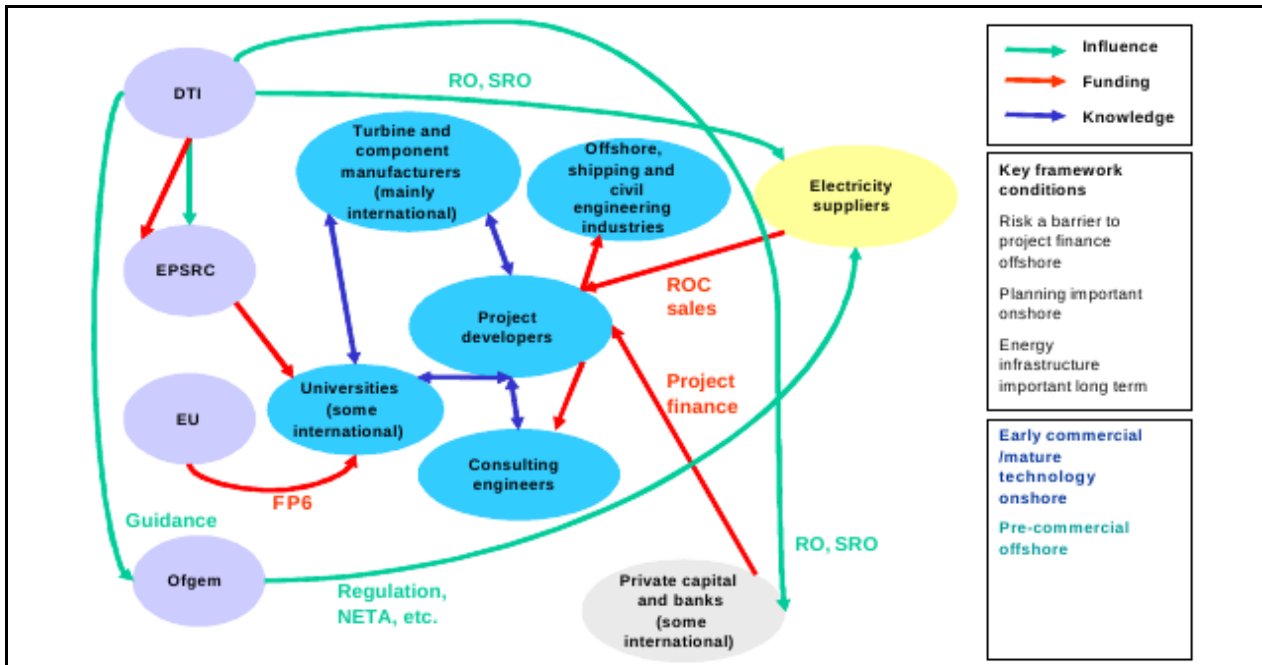 DTI
RO, SRO
Turbine and
component
manufacturers
(mainly
international)
Offshore,
shipping and
civil
engineering
industries
Electricity
suppliers
EPSRC
ROC
sales
Project
developers
Project
finance
EU
Universities
(some
international)
Consulting
engineers
FP6
Guidance
Ofgem
Regulation,
NETA, etc.
RO, SRO
Private capital
and banks
(some
international)
Influence
Funding
Knowledge
Key framework
conditions
Risk a barrier to
project finance
offshore
Planning important
onshore
Energy
infrastructure
important long term
Early commercial
/mature
technology
onshore
Pre-commercial
offshore